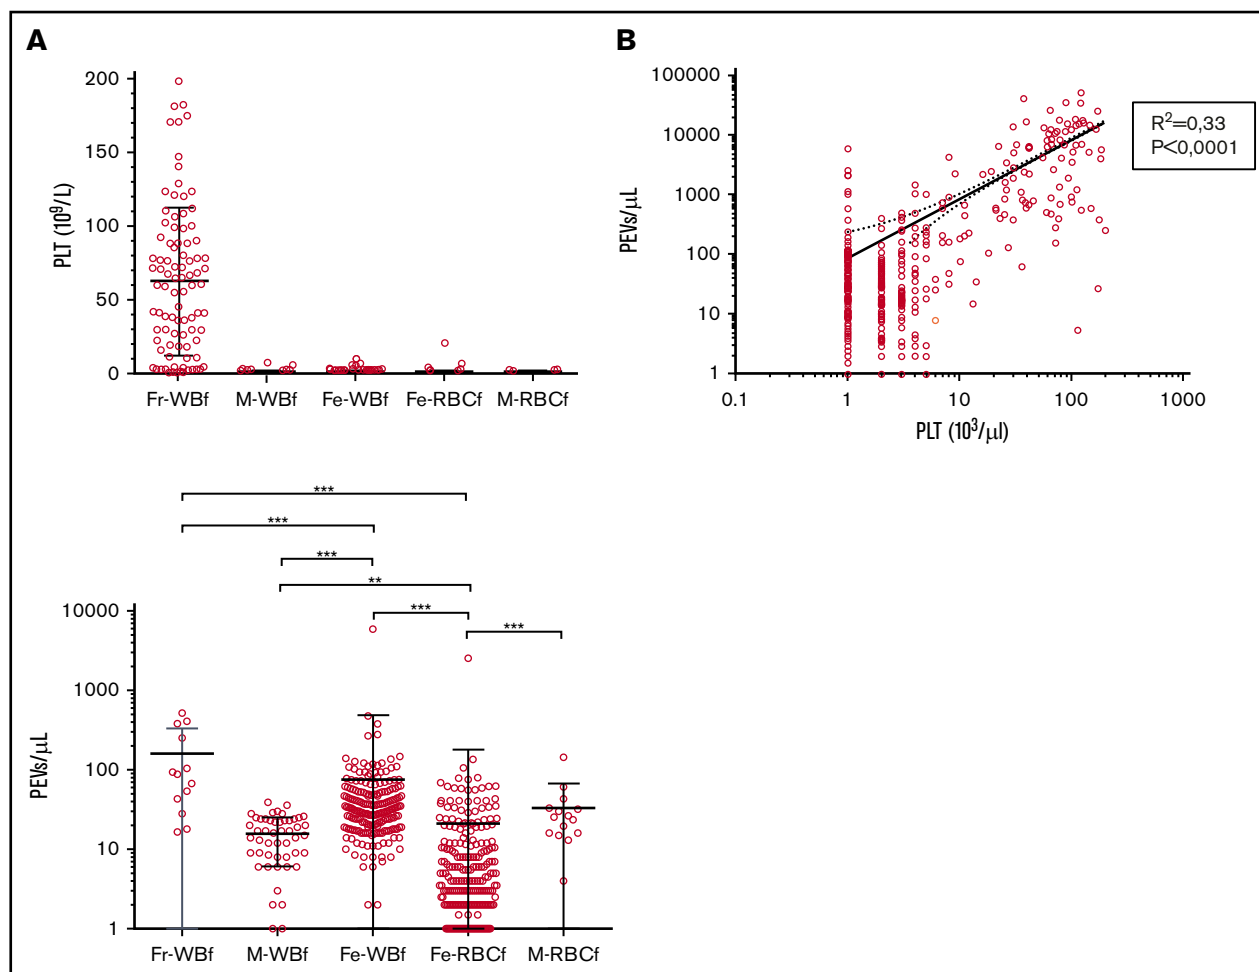 A
PLT (10⁹/L)
200
150
100
50
0
Fr-WBf M-WBf Fe-WBf Fe-RBCf M-RBCf
B
PEVs/µL
100000
10000
1000
100
10
1
0.1 1 10 100 1000
PLT (10³/µl)
R²=0,33
P<0,0001
***
***
***
**
***
***
PEVs/µL
10000
1000
100
10
1
Fr-WBf M-WBf Fe-WBf Fe-RBCf M-RBCf